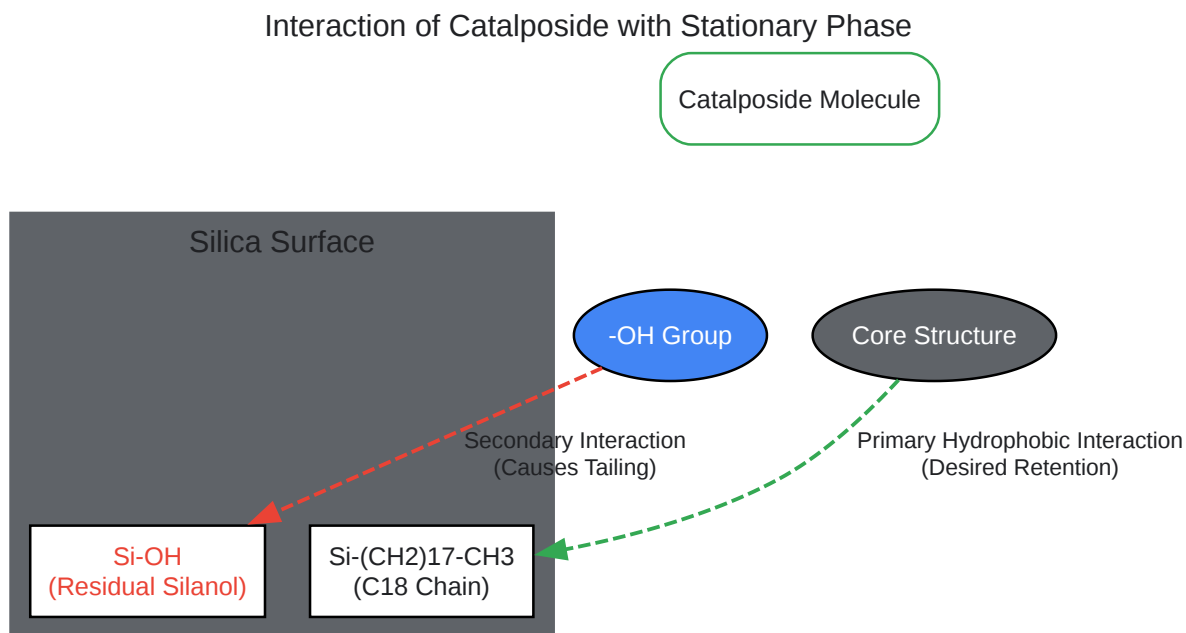 Interaction of Catalposide with Stationary Phase
Catalposide Molecule
Silica Surface
-OH Group
Core Structure
Secondary Interaction
(Causes Tailing)
Primary Hydrophobic Interaction
(Desired Retention)
Si-OH
(Residual Silanol)
Si-(CH2)17-CH3
(C18 Chain)